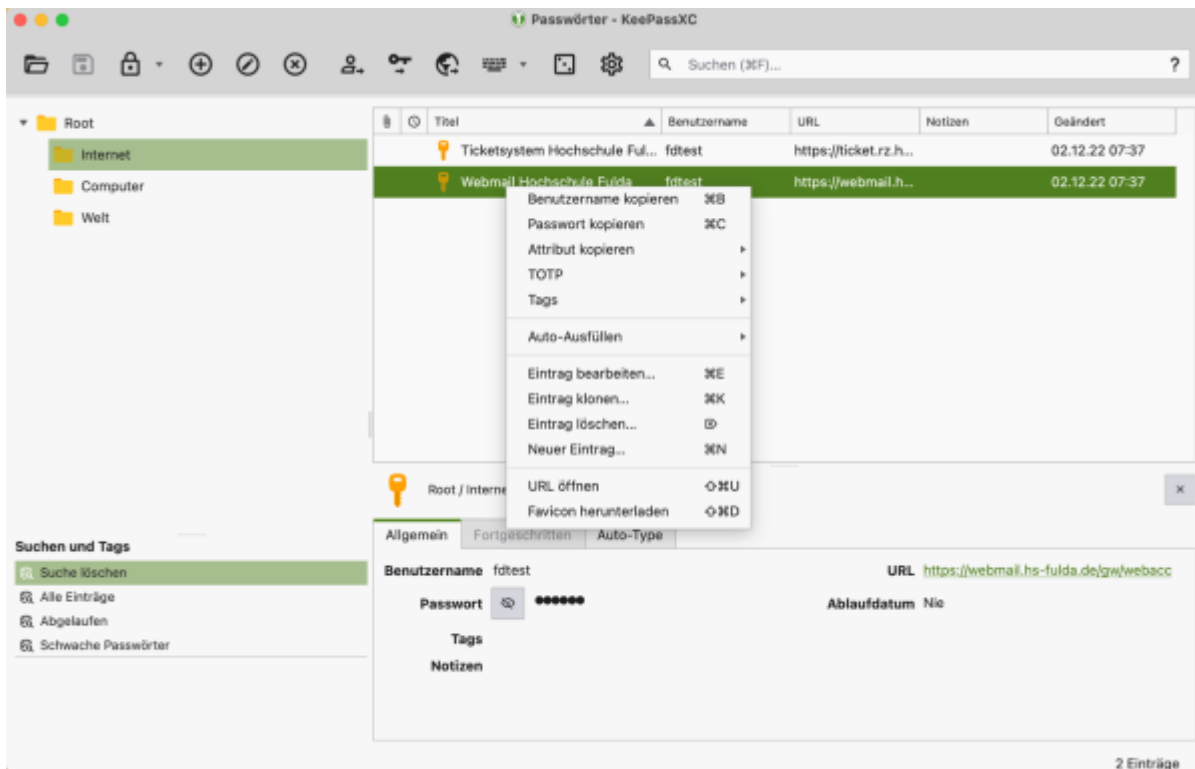 Passwörter - KeePassXC
Suchen (⌘F)...
?
Root
Internet
Computer
Welt
Titel Benutzername URL Notizen Geändert
Ticketsystem Hochschule Ful... fdtest https://ticket.rz.h... 02.12.22 07:37
Webmail Hochschule Fulda fdtest https://webmail.h... 02.12.22 07:37
Benutzername kopieren ⌘B
Passwort kopieren ⌘C
Attribut kopieren
TOTP
Tags
Auto-Ausfüllen
Eintrag bearbeiten... ⌘E
Eintrag klonen... ⌘K
Eintrag löschen... ⌦
Neuer Eintrag... ⌘N
URL öffnen ⇧⌘U
Favicon herunterladen ⇧⌘D
Root / Interne
Allgemein Fortgeschritten Auto-Type
Benutzername fdtest URL https://webmail.hs-fulda.de/gw/webacc
Passwort ●●●●●● Ablaufdatum Nie
Tags
Notizen
Suchen und Tags
Suche löschen
Alle Einträge
Abgelaufen
Schwache Passwörter
2 Einträge